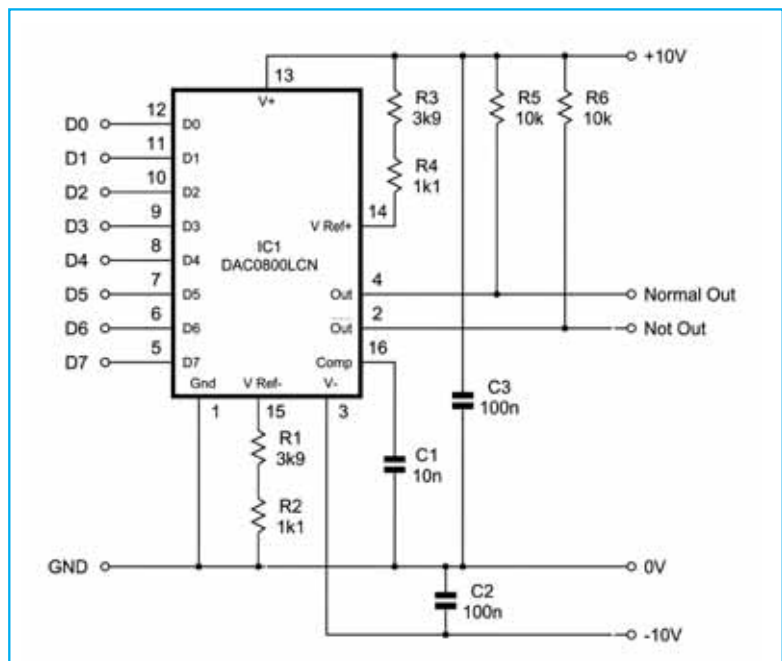 +10V
13
V+
R3
3k9
R5
10k
R6
10k
D0
12
D0
D1
11
D1
R4
1k1
D2
10
D2
D3
9
D3
V Ref+
14
IC1
DAC0800LCN
D4
8
D4
D5
7
D5
Out
4
Normal Out
D6
6
D6
Out
2
Not Out
D7
5
D7
Comp
16
Gnd
V Ref-
V-
1
15
3
C3
100n
R1
3k9
C1
10n
R2
1k1
GND
0V
C2
100n
-10V